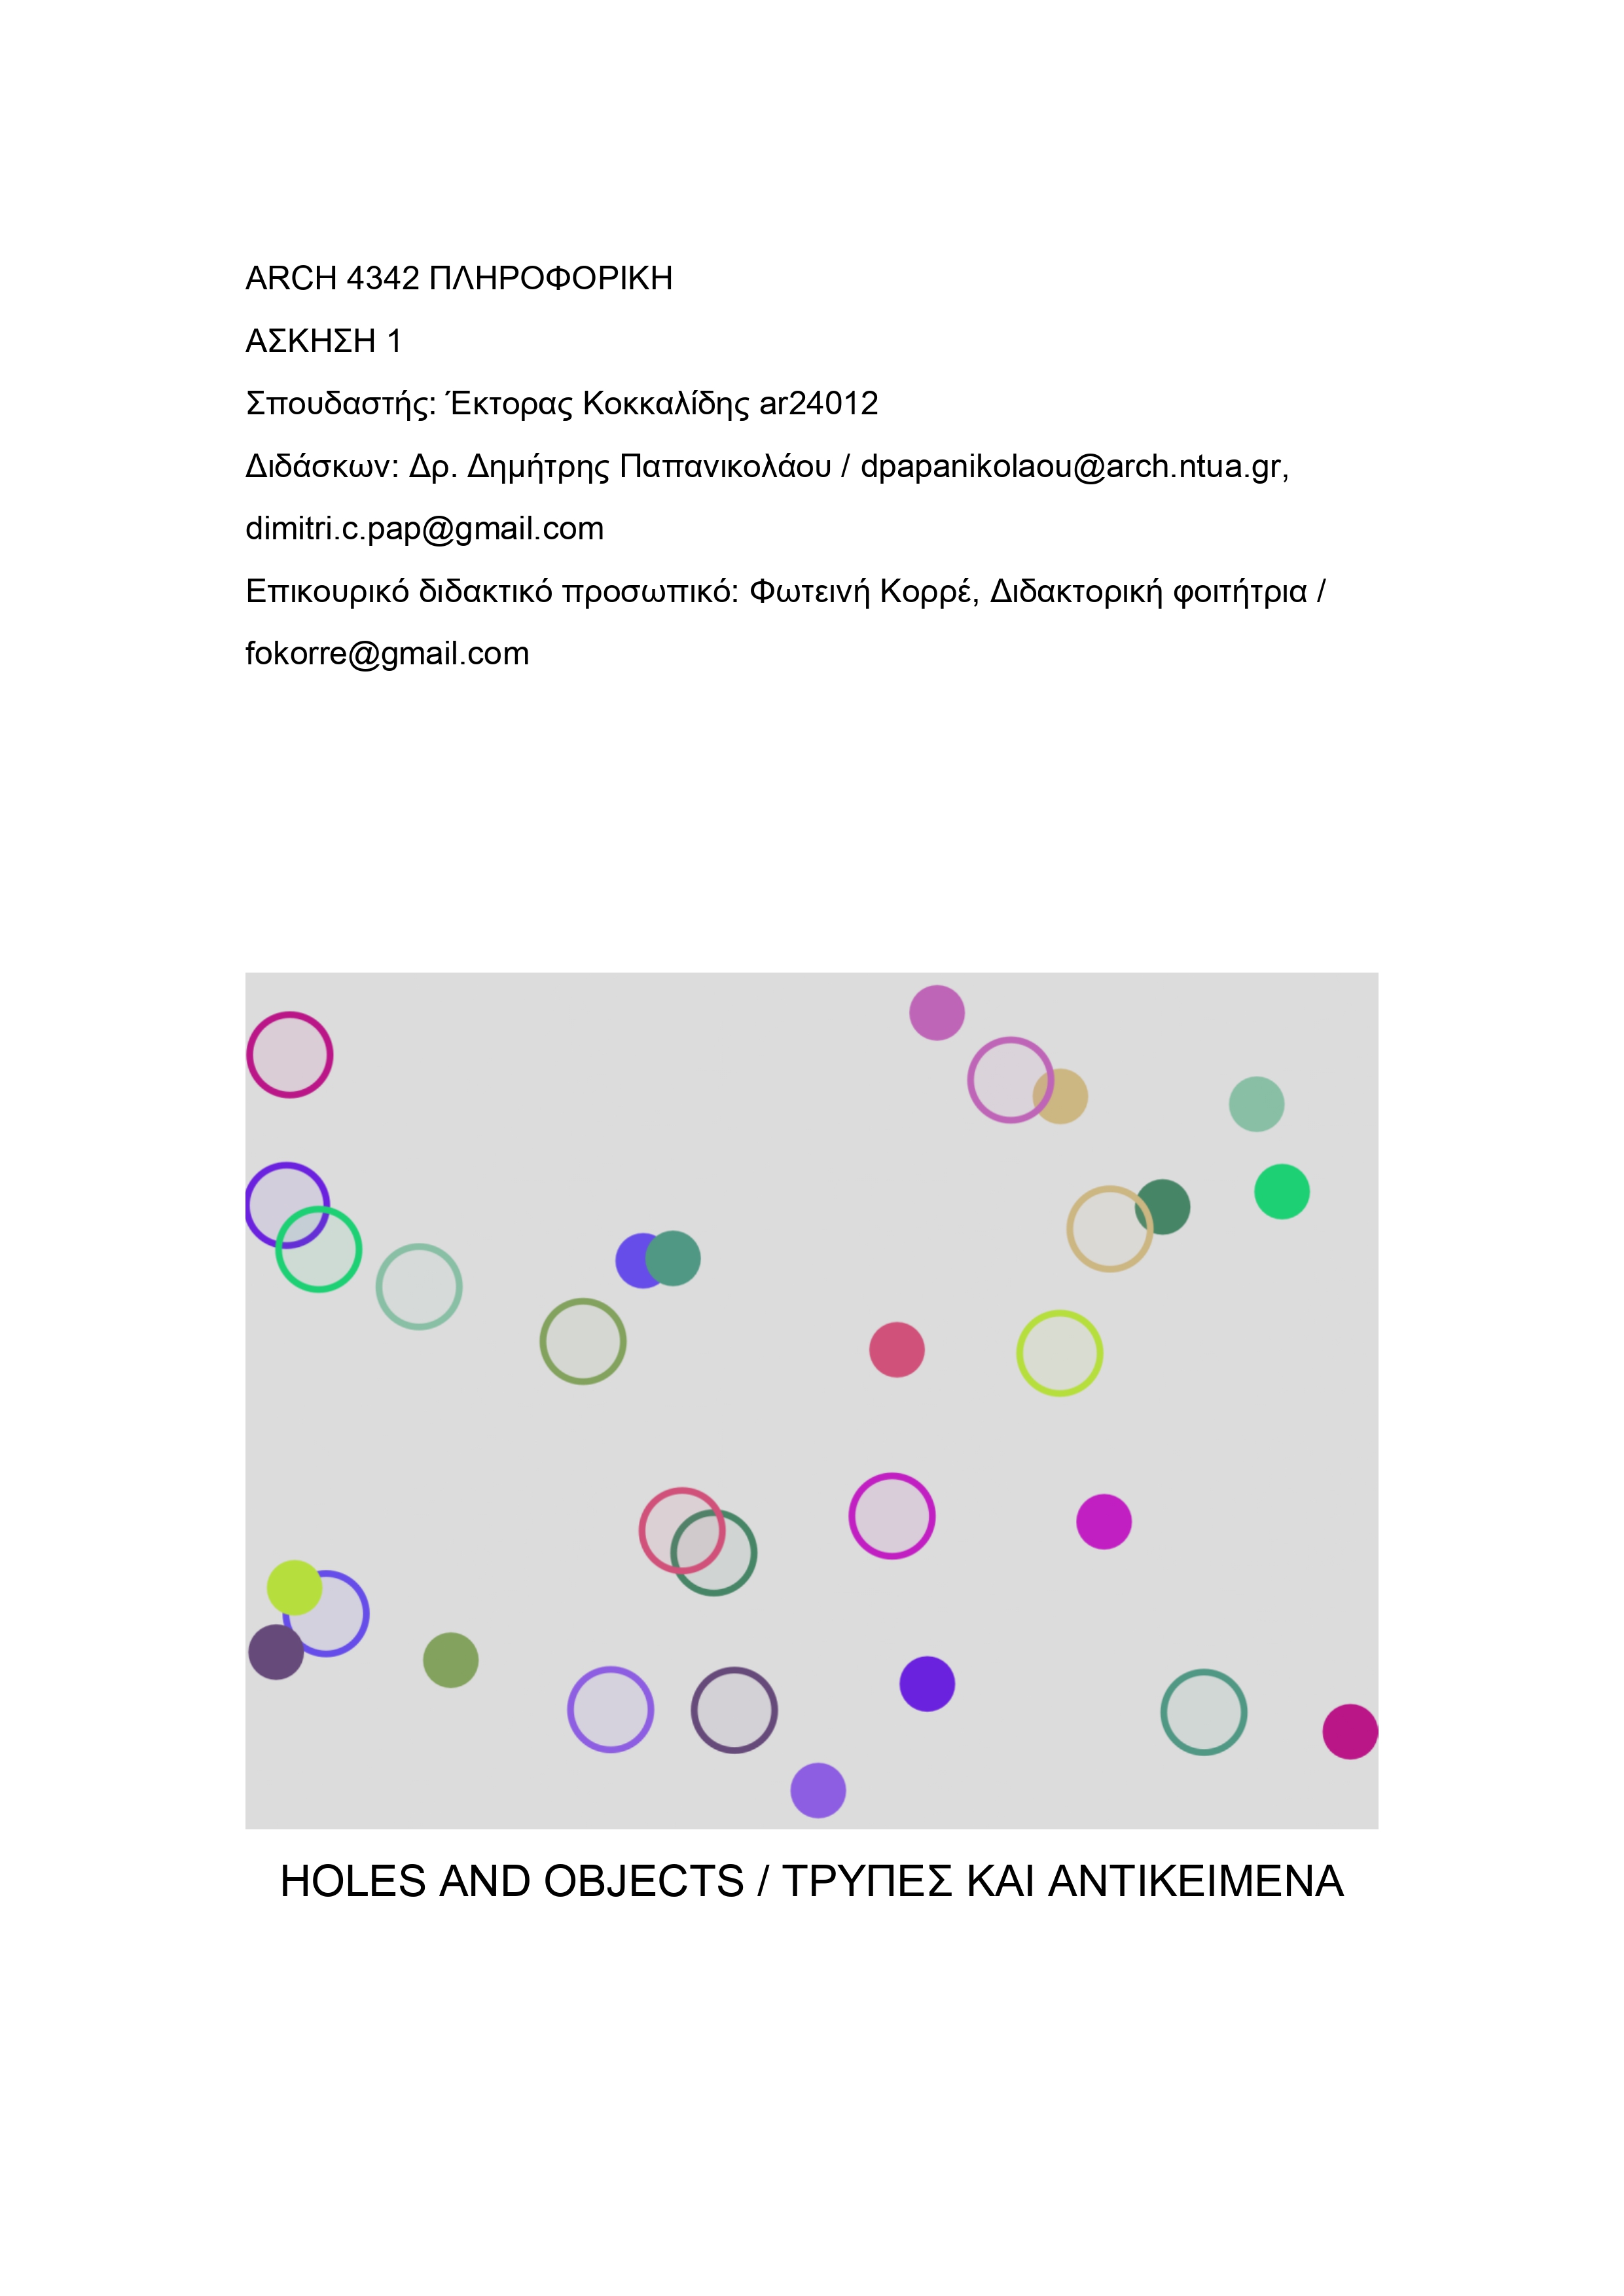 ARCH 4342 ΠΛΗΡΟΦΟΡΙΚΗ
ΑΣΚΗΣΗ 1
Σπουδαστής: Έκτορας Κοκκαλίδης ar24012
Διδάσκων: Δρ. Δημήτρης Παπανικολάου / dpapanikolaou@arch.ntua.gr,
dimitri.c.pap@gmail.com
Επικουρικό διδακτικό προσωπικό: Φωτεινή Κορρέ, Διδακτορική φοιτήτρια /
fokorre@gmail.com
HOLES AND OBJECTS / ΤΡΥΠΕΣ ΚΑΙ ΑΝΤΙΚΕΙΜΕΝΑ